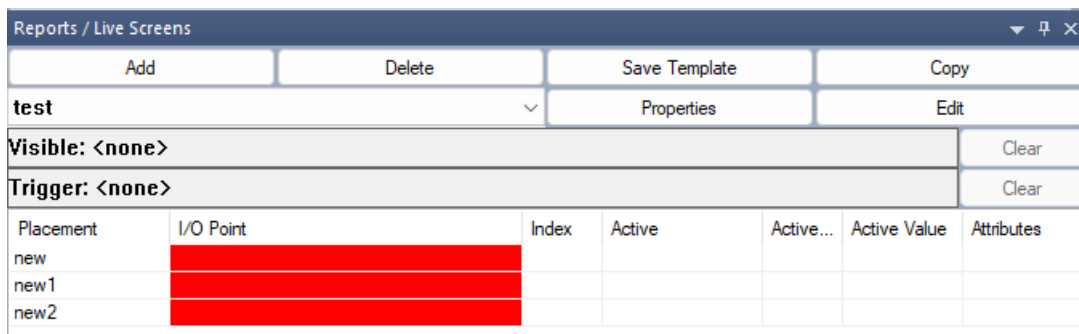 Reports / Live Screens
Add Delete Save Template Copy
test Properties Edit
Visible: <none> Clear
Trigger: <none> Clear
Placement I/O Point Index Active Active... Active Value Attributes
new
new1
new2